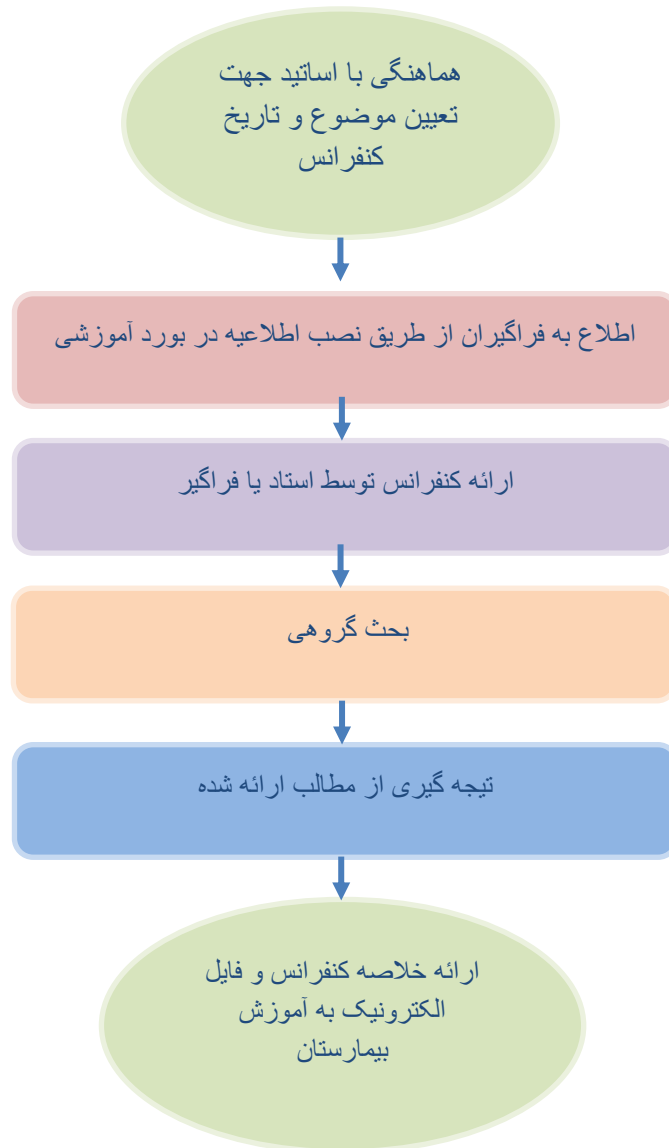 هماهنگی با اساتید جهت
تعیین موضوع و تاریخ
کنفرانس
اطلاع به فراگیران از طریق نصب اطلاعیه در بورد آموزشی
ارائه کنفرانس توسط استاد یا فراگیر
بحث گروهی
تیجه گیری از مطالب ارائه شده
ارائه خلاصه کنفرانس و فایل
الکترونیک به آموزش
بیمارستان